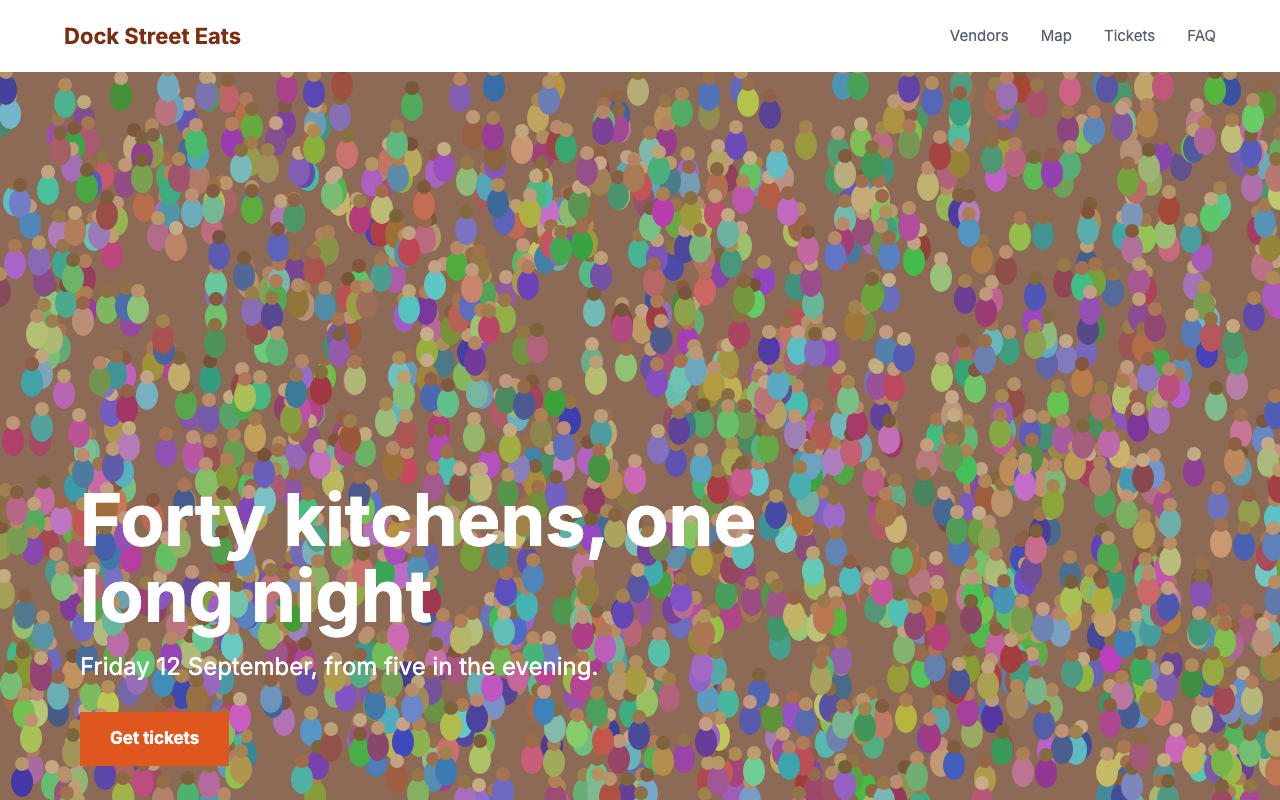 Dock Street Eats
Vendors Map Tickets FAQ
Forty kitchens, one
long night
Friday 12 September, from five in the evening.
Get tickets